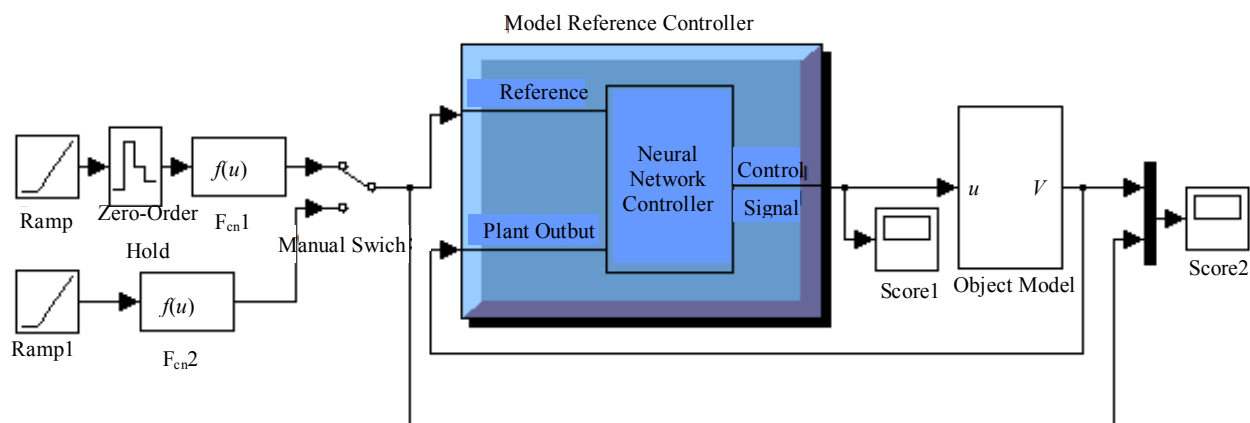 Model Reference Controller
Reference
Neural
Network
Controller
Control
Signal
Plant Outbut
f(u)
Ramp
Zero-Order
Hold
Fcn1
Manual Swich
f(u)
Ramp1
Fcn2
u
V
Score1
Object Model
Score2